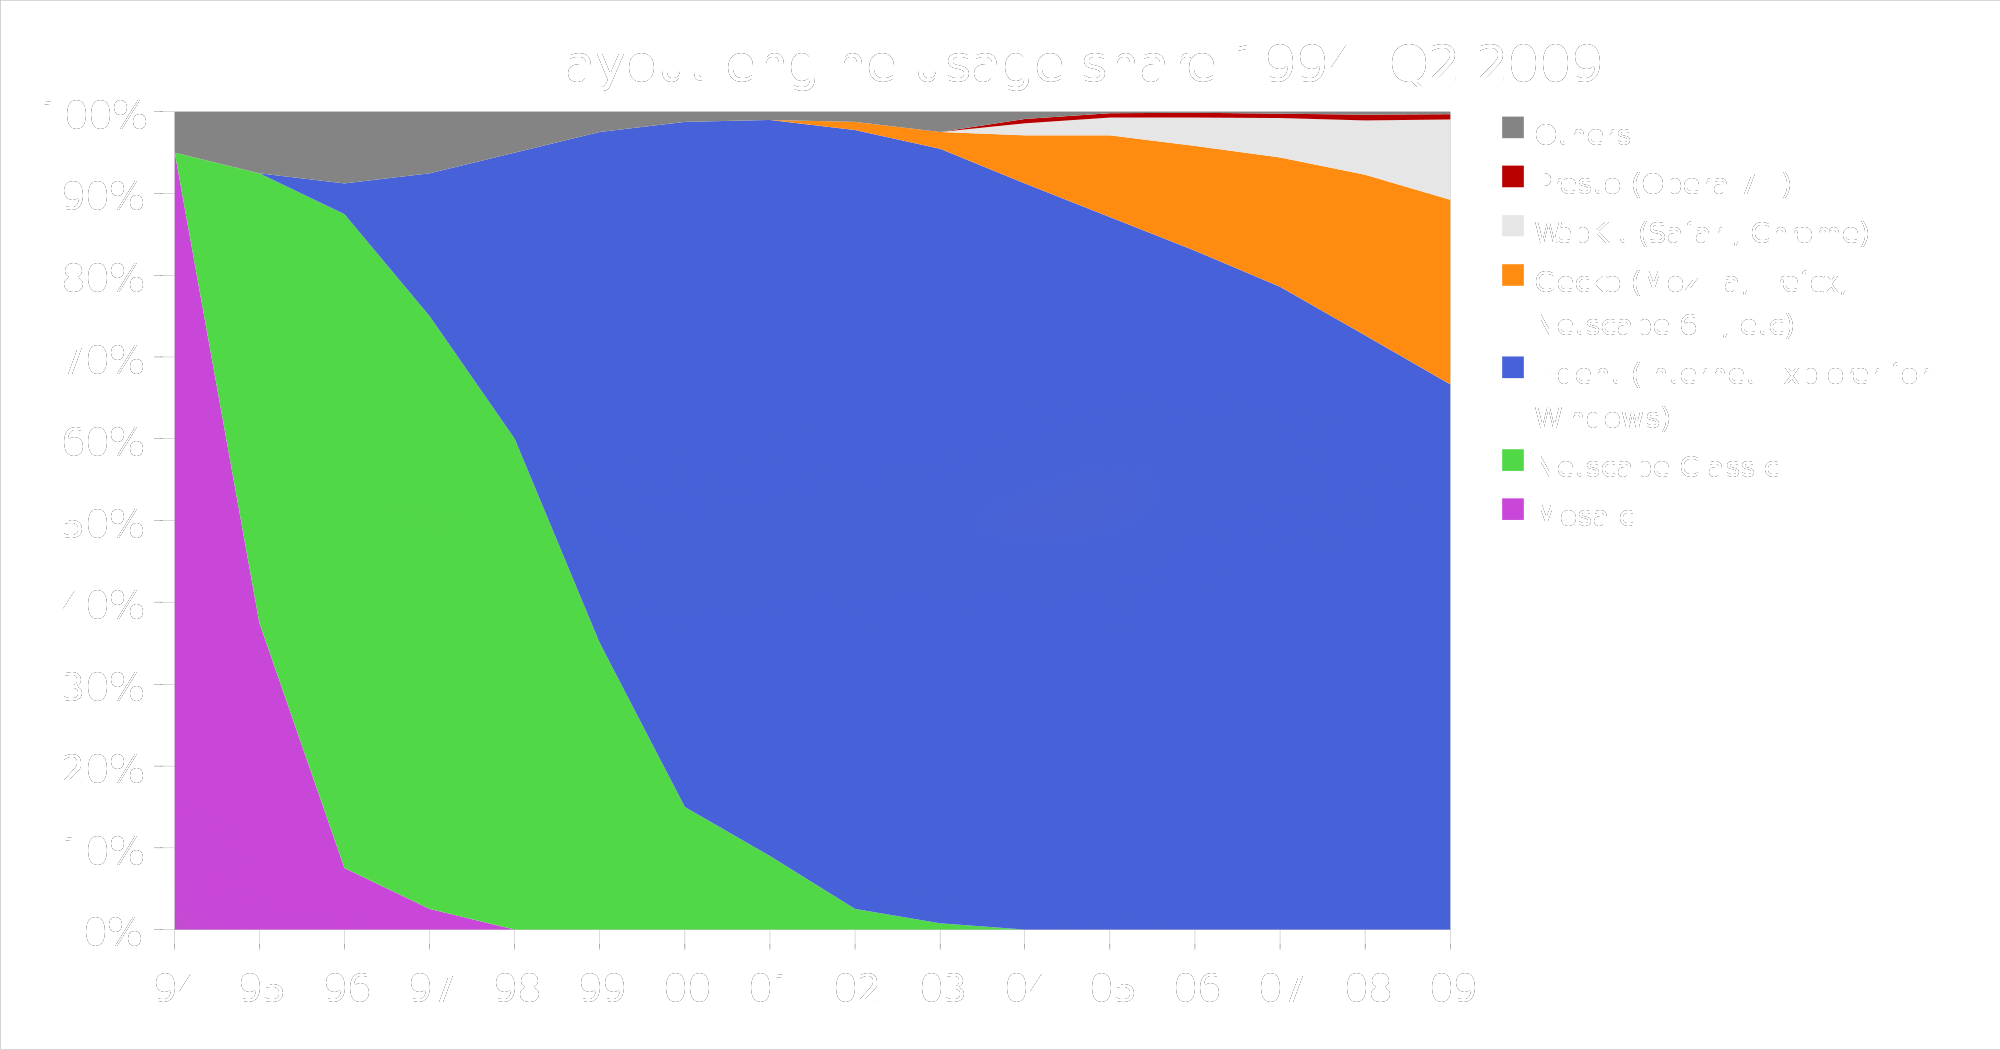 Layout engine usage share 1994-Q2 2009
100%
90%
80%
70%
60%
50%
40%
30%
20%
10%
0%
94 95 96 97 98 99 00 01 02 03 04 05 06 07 08 09
Others
Presto (Opera 7+)
WebKit (Safari, Chrome)
Gecko (Mozilla, Firefox,
Netscape 6+, etc)
Trident (Internet Explorer for
Windows)
Netscape Classic
Mosaic